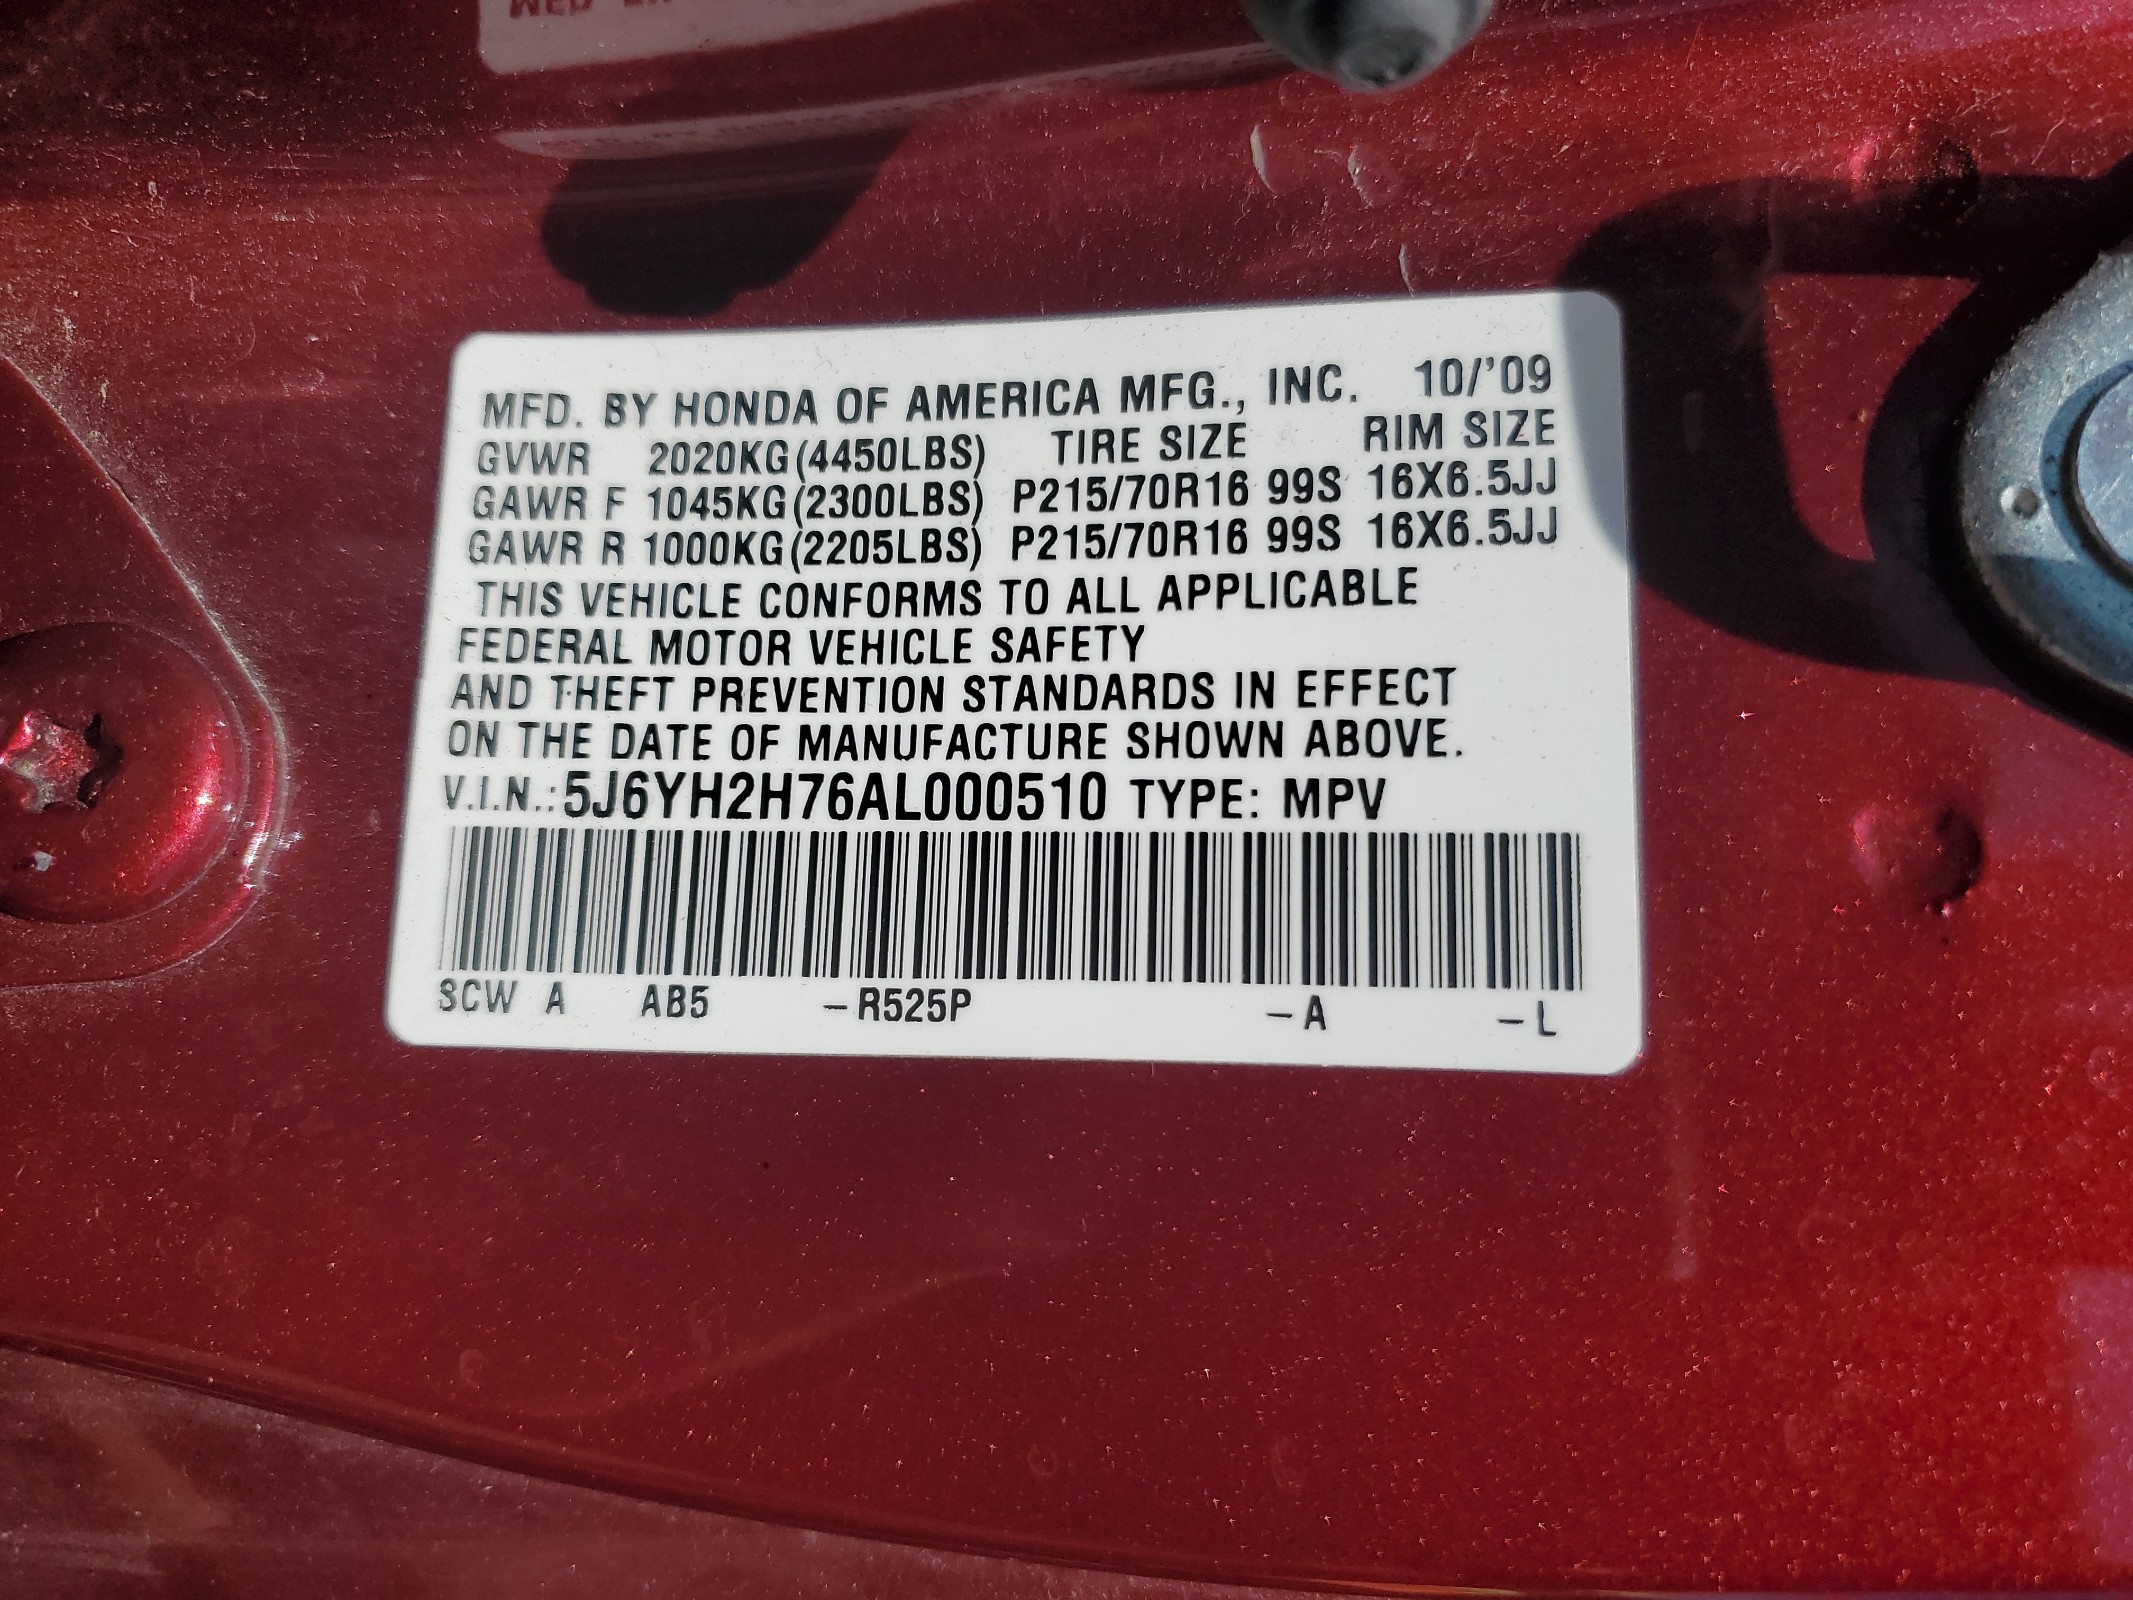 MFD. BY HONDA OF AMERICA MFG., INC. 10/'09
GVWR 2020KG(4450LBS) TIRE SIZE RIM SIZE
GAWR F 1045KG(2300LBS) P215/70R16 99S 16X6.5JJ
GAWR R 1000KG(2205LBS) P215/70R16 99S 16X6.5JJ
THIS VEHICLE CONFORMS TO ALL APPLICABLE
FEDERAL MOTOR VEHICLE SAFETY
AND THEFT PREVENTION STANDARDS IN EFFECT
ON THE DATE OF MANUFACTURE SHOWN ABOVE.
V.I.N.: 5J6YH2H76AL000510 TYPE: MPV
SCW A AB5 –R525P –A –L